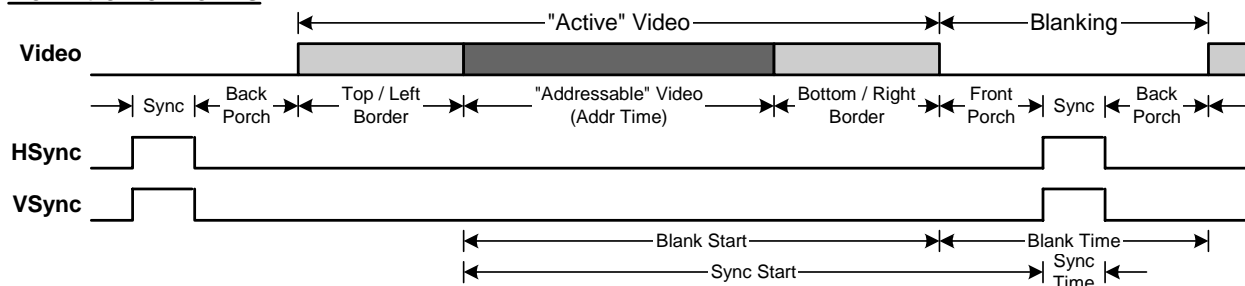 "Active" Video
Blanking
Video
Sync
Back
Porch
Top / Left
Border
"Addressable" Video
(Addr Time)
Bottom / Right
Border
Front
Porch
Sync
Back
Porch
HSync
VSync
Blank Start
Blank Time
Sync Start
Sync
Time